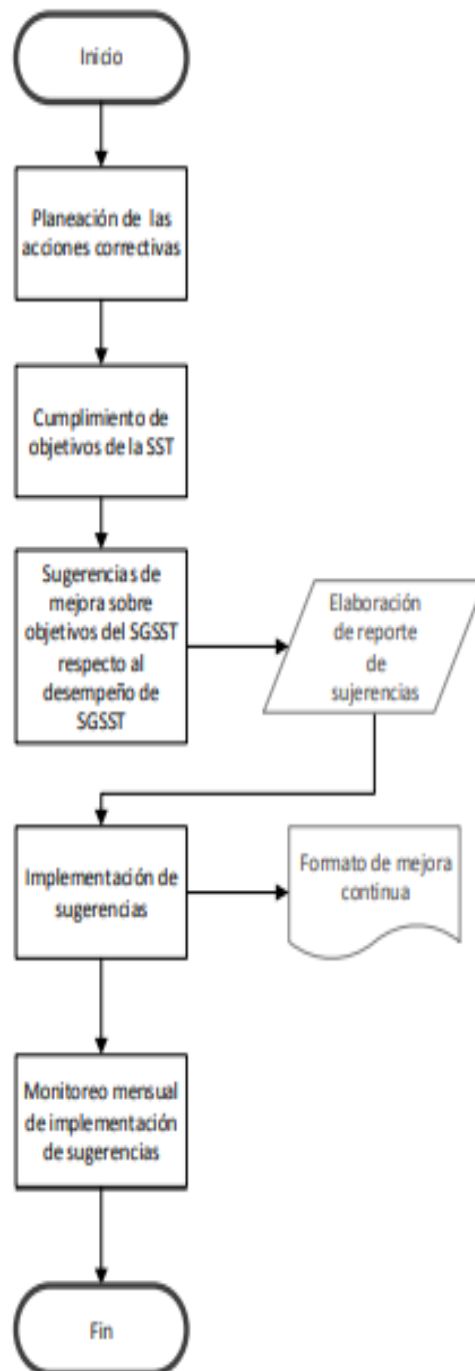 Inicio
Planeación de las
acciones correctivas
Cumplimiento de
objetivos de la SST
Sugerencias de
mejora sobre
objetivos del SGSST
respecto al
desempeño de
SGSST
Elaboración
de reporte
de
sujerencias
Implementación de
sugerencias
Formato de mejora
continua
Monitoreo mensual
de implementación
de sugerencias
Fin